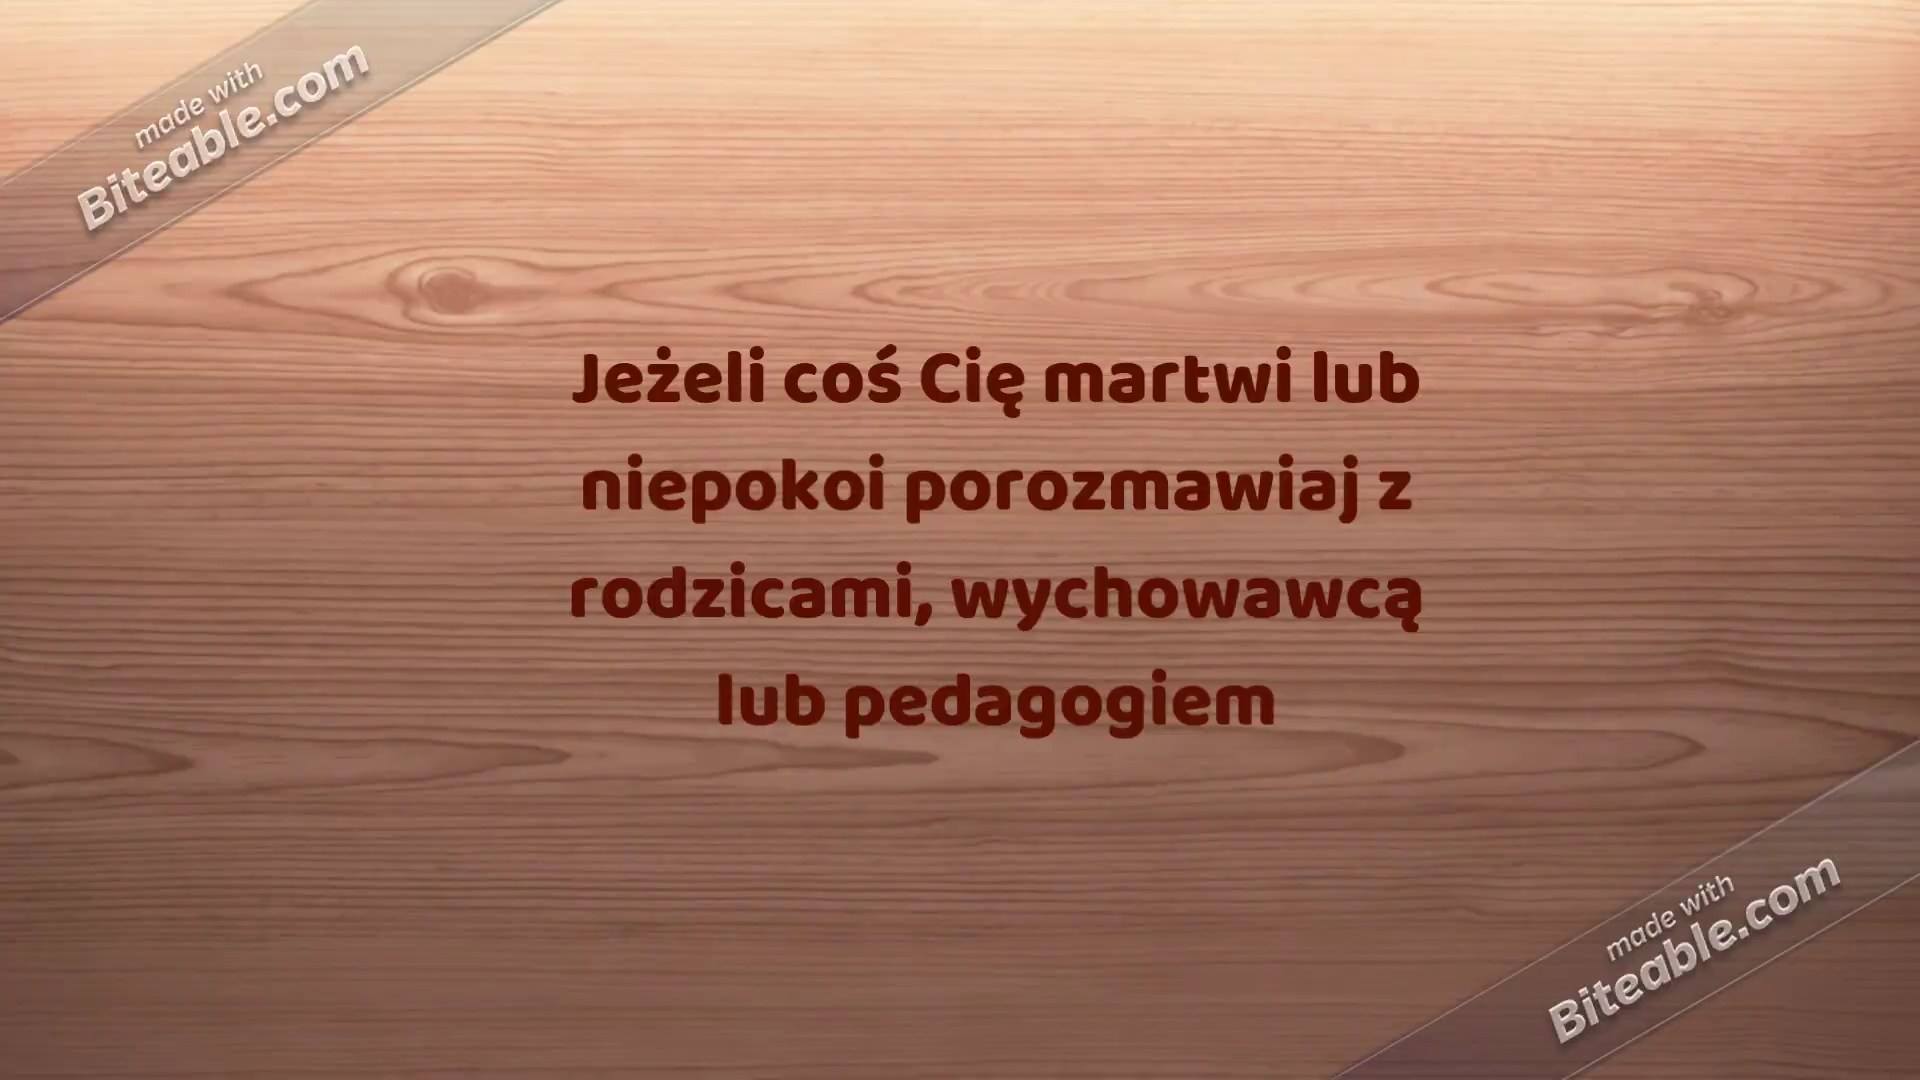 made with
Biteable.com
Jeżeli coś Cię martwi lub
niepokoi porozmawiaj z
rodzicami, wychowawcą
lub pedagogiem
made with
Biteable.com